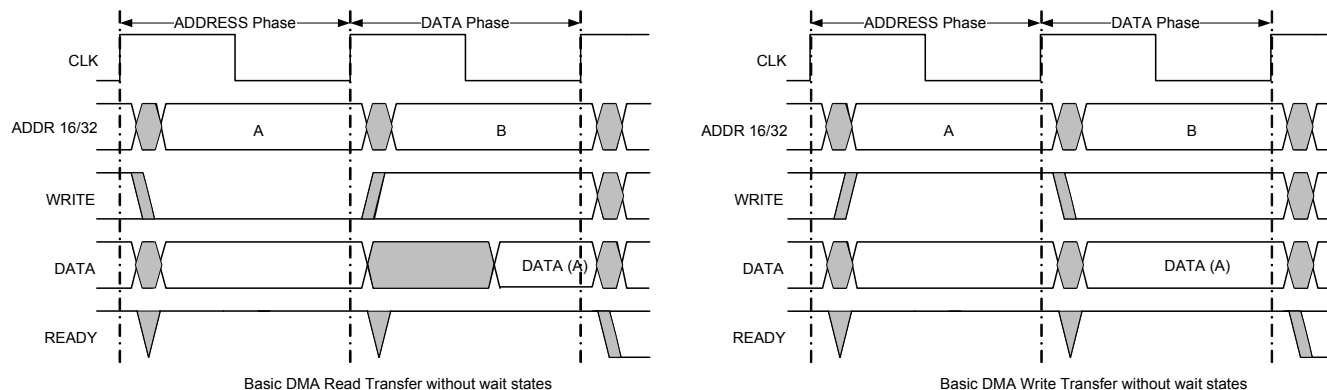 ADDRESS Phase DATA Phase
CLK
ADDR 16/32 A B
WRITE
DATA DATA (A)
READY
Basic DMA Read Transfer without wait states
ADDRESS Phase DATA Phase
CLK
ADDR 16/32 A B
WRITE
DATA DATA (A)
READY
Basic DMA Write Transfer without wait states